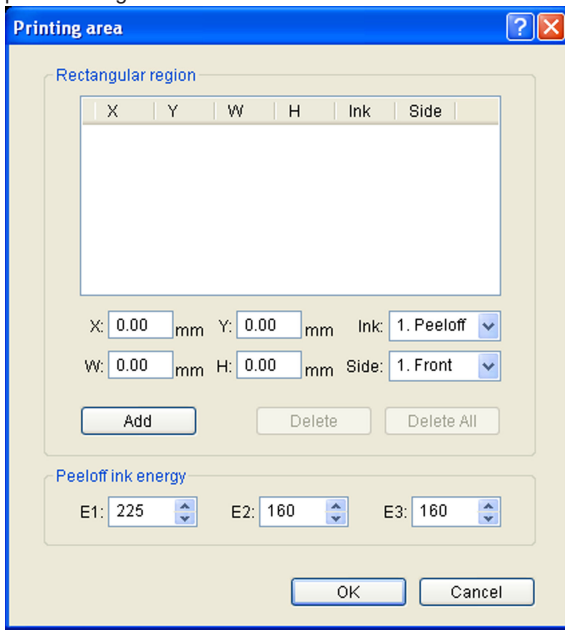 Printing area
Rectangular region
X Y W H Ink Side
X: 0.00 mm Y: 0.00 mm Ink: 1. Peeloff
W: 0.00 mm H: 0.00 mm Side: 1. Front
Add Delete Delete All
Peeloff ink energy
E1: 225 E2: 160 E3: 160
OK Cancel